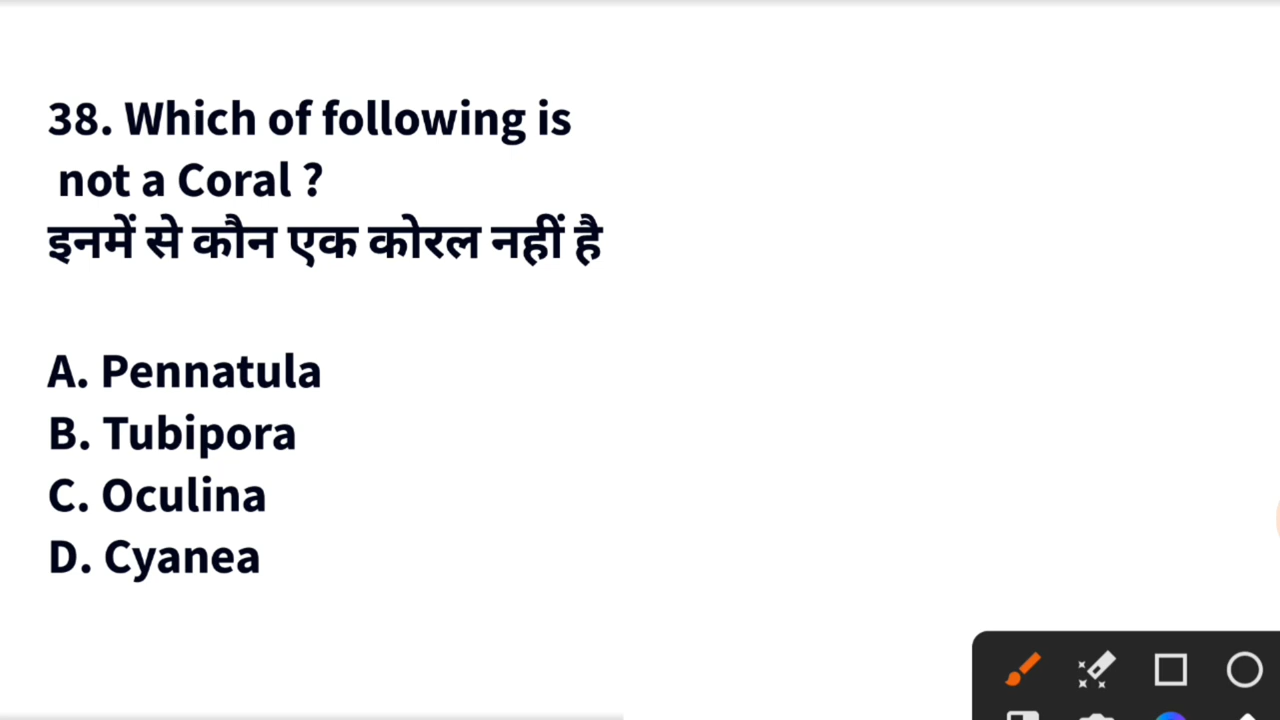 38. Which of following is
not a Coral ?
इनमें से कौन एक कोरल नहीं है
A. Pennatula
B. Tubipora
C. Oculina
D. Cyanea